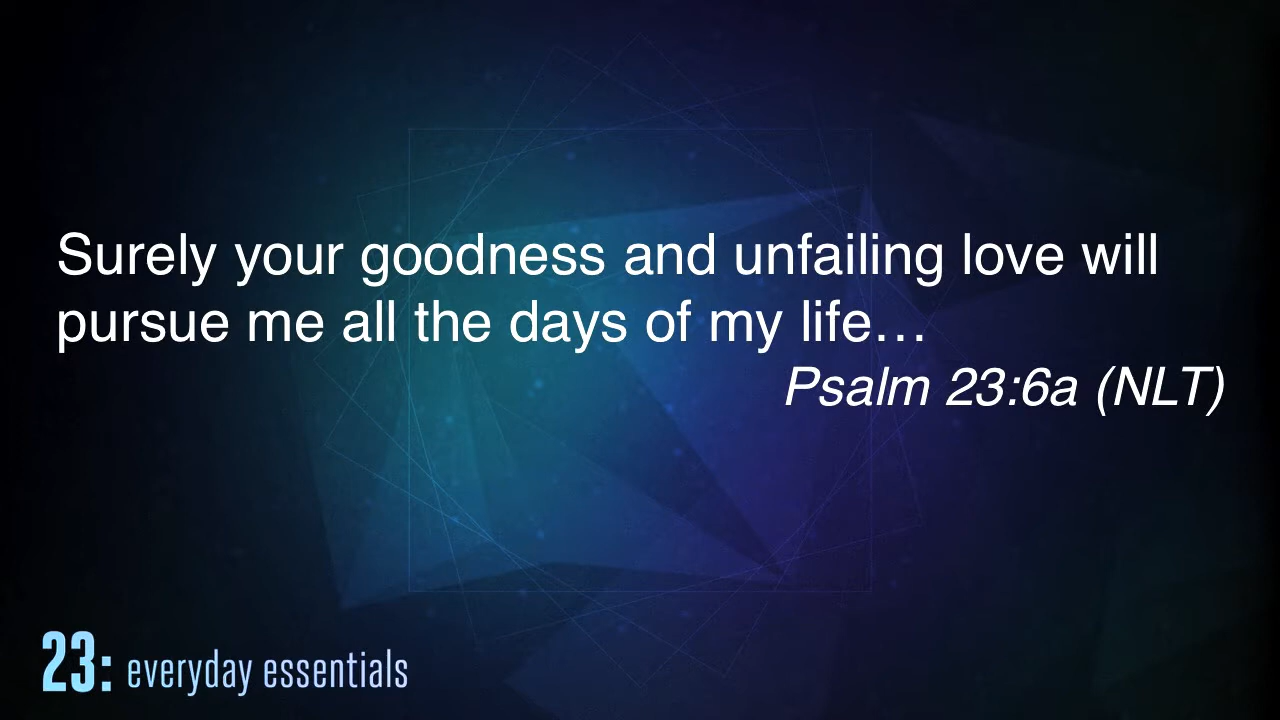 Surely your goodness and unfailing love will
pursue me all the days of my life…
Psalm 23:6a (NLT)
23: everyday essentials